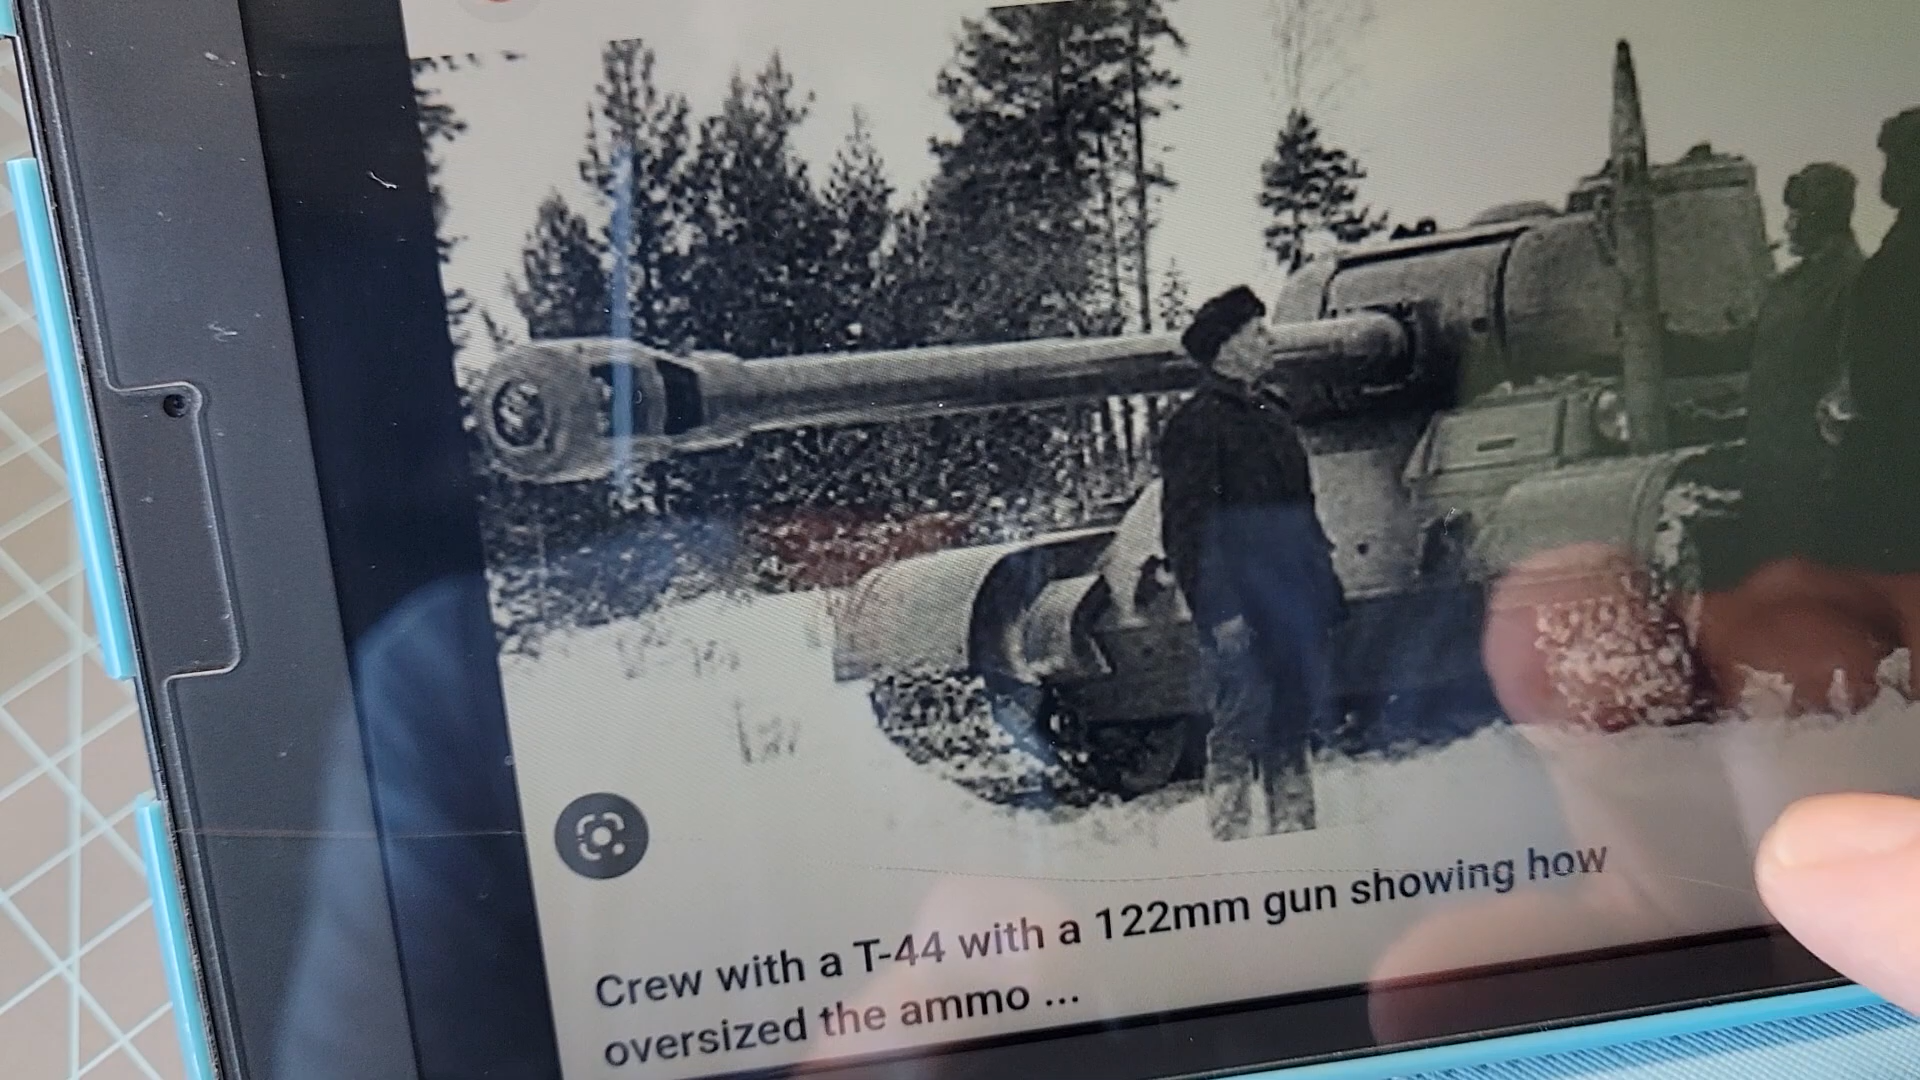 Crew with a T-44 with a 122mm gun showing how
oversized the ammo ...